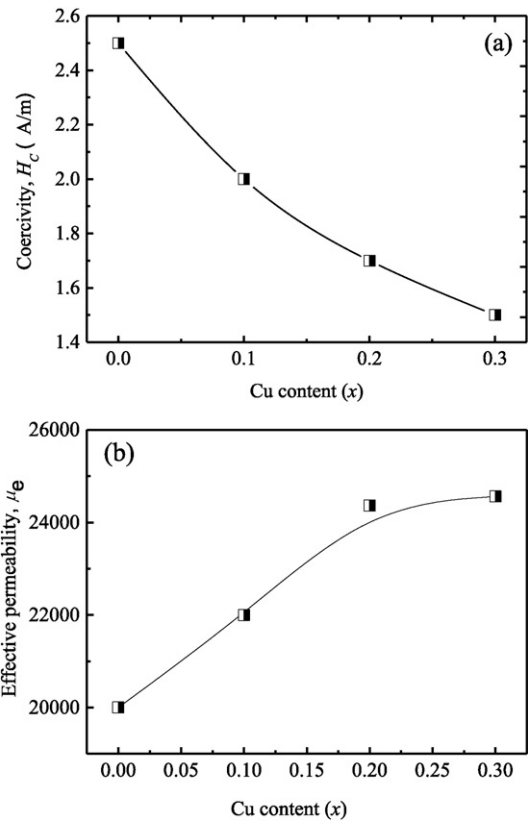 (a)
2.6
2.4
2.2
2.0
1.8
1.6
1.4
Coercivity, H_C ( A/m)
0.0 0.1 0.2 0.3
Cu content (x)
(b)
26000
24000
22000
20000
Effective permeability, μe
0.00 0.05 0.10 0.15 0.20 0.25 0.30
Cu content (x)